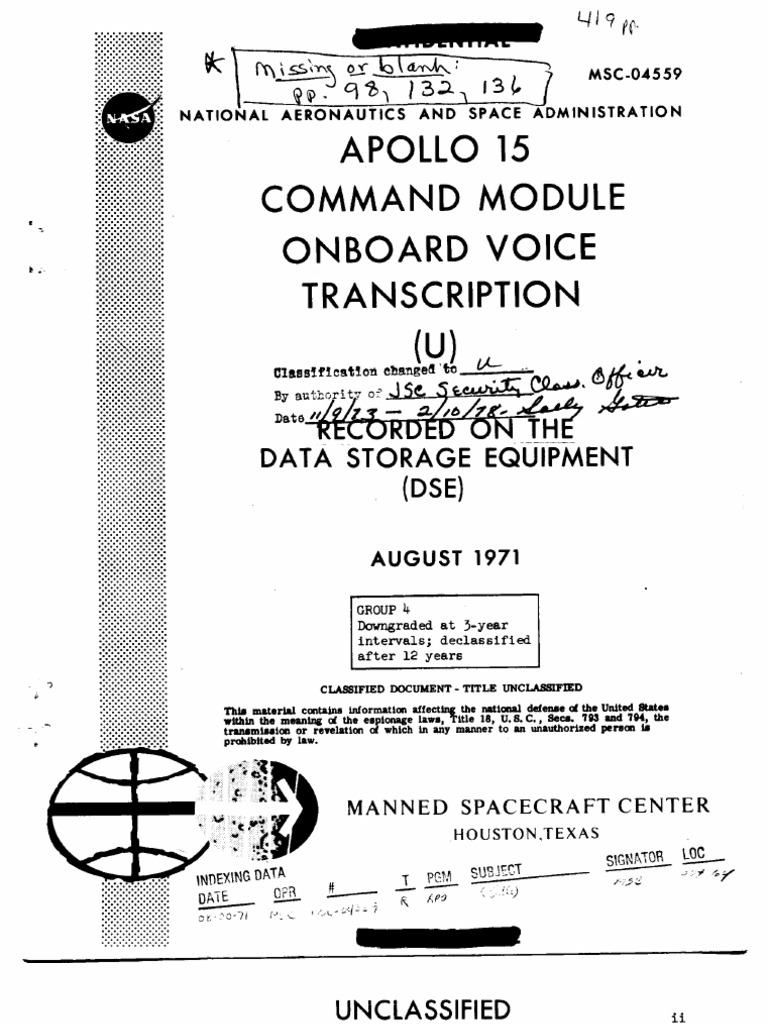 419 pp.
CONFIDENTIAL
* Missing or blank:
pp. 98, 132, 136
MSC-04559
NASA
NATIONAL AERONAUTICS AND SPACE ADMINISTRATION
APOLLO 15
COMMAND MODULE
ONBOARD VOICE
TRANSCRIPTION
(U)
Classification changed to U
By authority of JSC Security Class. Officer
Date 11/9/73 – 2/10/78
RECORDED ON THE
DATA STORAGE EQUIPMENT
(DSE)
AUGUST 1971
GROUP 4
Downgraded at 3-year
intervals; declassified
after 12 years
CLASSIFIED DOCUMENT - TITLE UNCLASSIFIED
This material contains information affecting the national defense of the United States
within the meaning of the espionage laws, Title 18, U.S.C., Secs. 793 and 794, the
transmission or revelation of which in any manner to an unauthorized person is
prohibited by law.
MANNED SPACECRAFT CENTER
HOUSTON, TEXAS
INDEXING DATA
DATE OPR # T PGM SUBJECT SIGNATOR LOC
08-00-71 MSC R APO
UNCLASSIFIED
ii